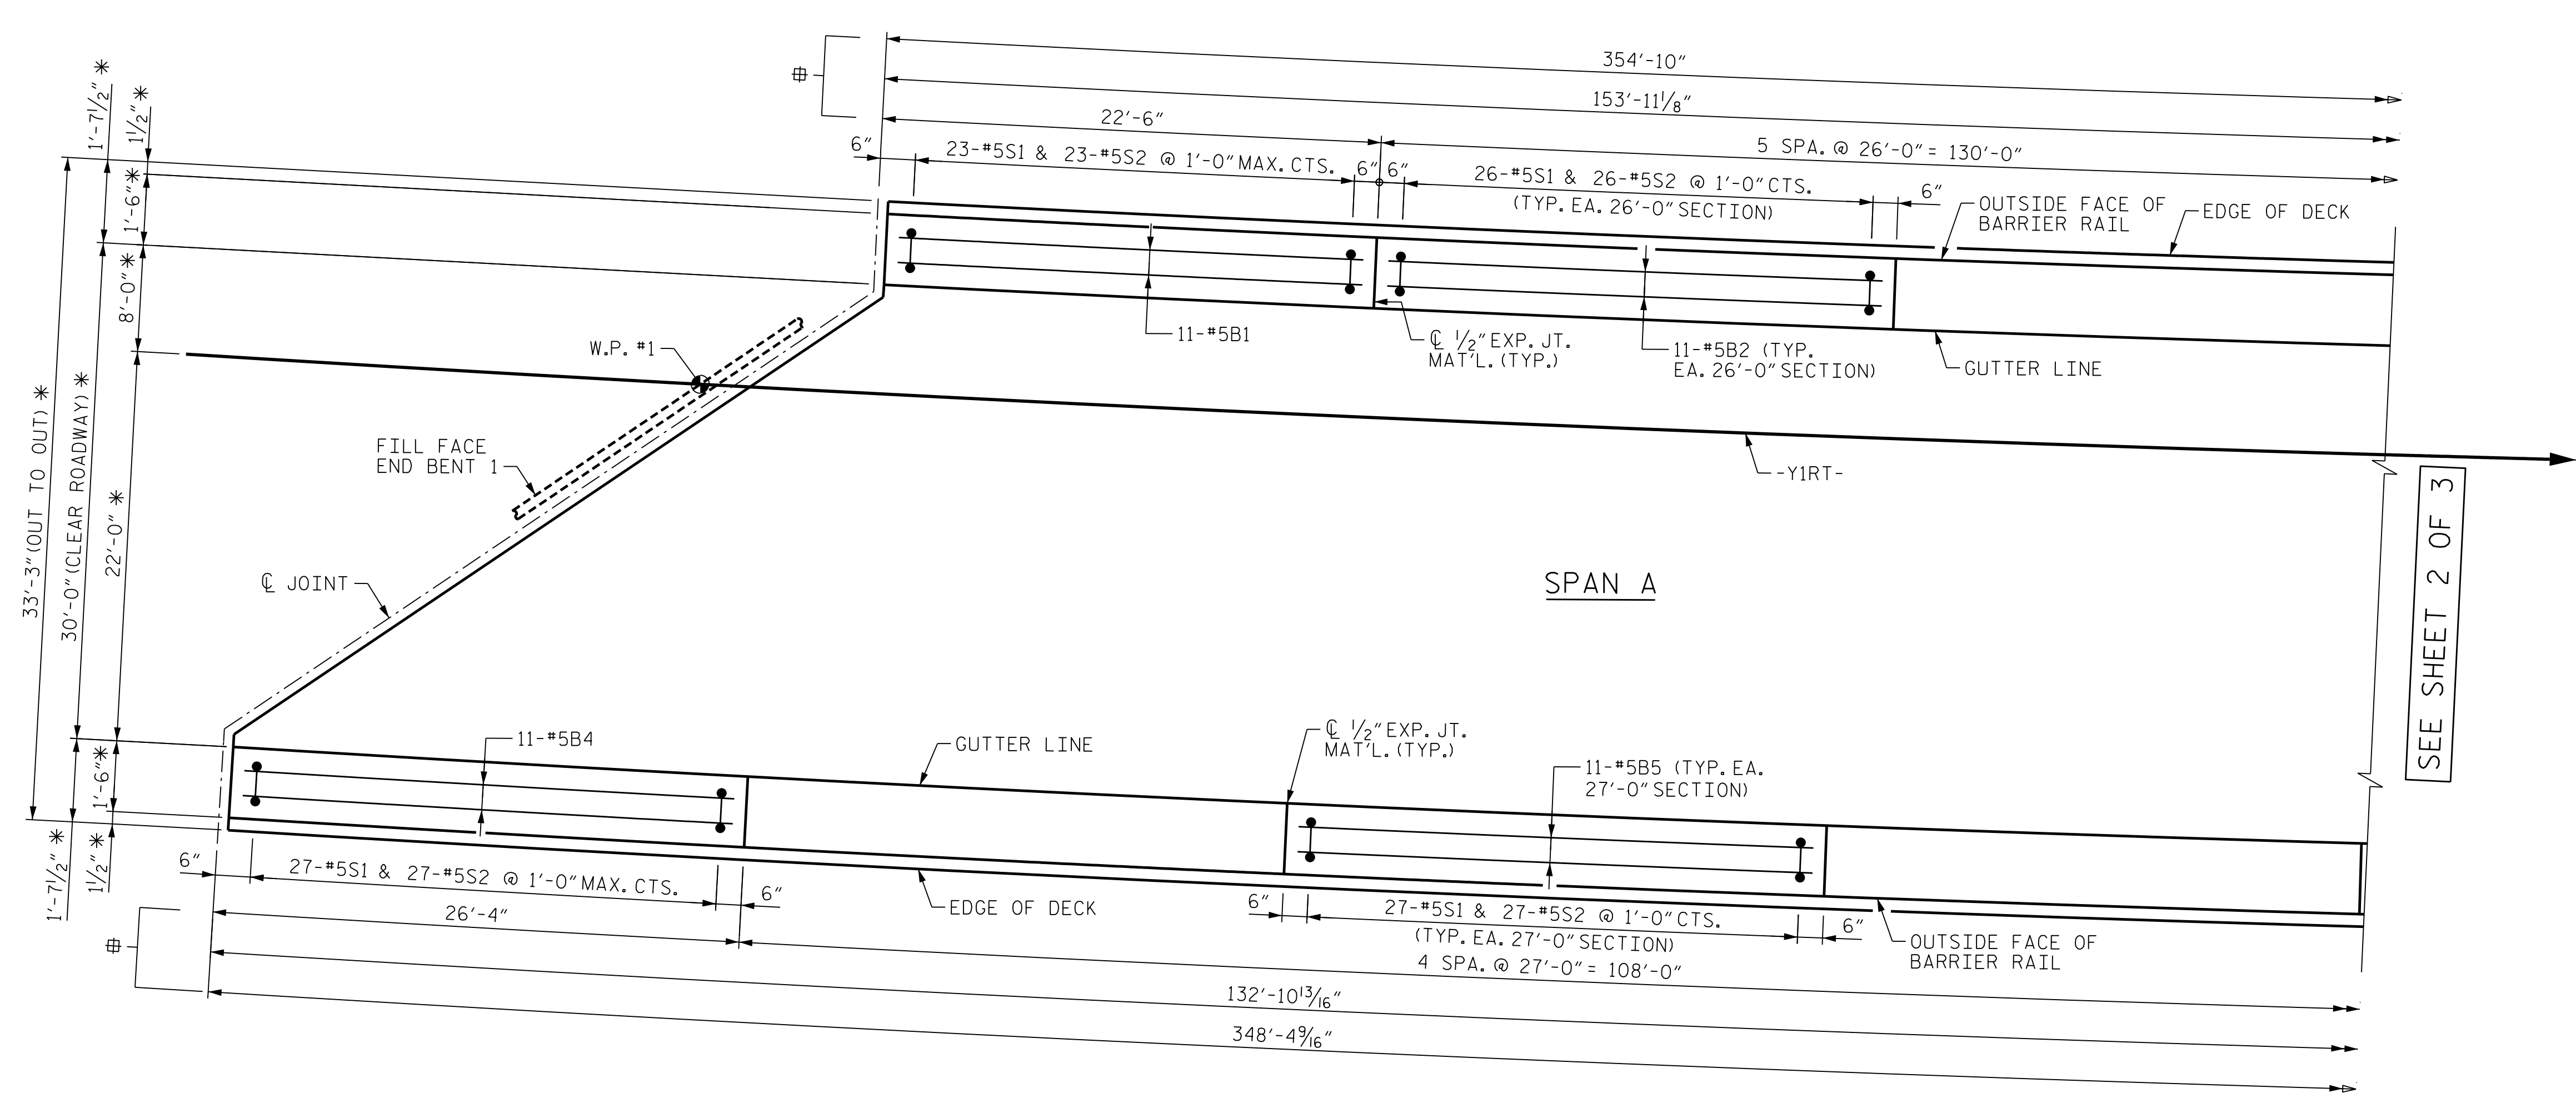 354'-10"
153'-11 1/8"
22'-6"
5 SPA. @ 26'-0" = 130'-0"
6"
23-#5S1 & 23-#5S2 @ 1'-0" MAX. CTS.
6"
6"
26-#5S1 & 26-#5S2 @ 1'-0" CTS.
(TYP. EA. 26'-0" SECTION)
6"
OUTSIDE FACE OF
BARRIER RAIL
EDGE OF DECK
1'-7 1/2" *
1 1/2" *
1'-6" *
8'-0" *
33'-3" (OUT TO OUT) *
30'-0" (CLEAR ROADWAY) *
22'-0" *
11-#5B1
℄ 1/2" EXP. JT.
MAT'L. (TYP.)
11-#5B2 (TYP.
EA. 26'-0" SECTION)
GUTTER LINE
W.P. #1
FILL FACE
END BENT 1
-Y1RT-
℄ JOINT
SPAN A
SEE SHEET 2 OF 3
11-#5B4
GUTTER LINE
℄ 1/2" EXP. JT.
MAT'L. (TYP.)
11-#5B5 (TYP. EA.
27'-0" SECTION)
1'-6" *
1'-7 1/2" *
1 1/2" *
6"
27-#5S1 & 27-#5S2 @ 1'-0" MAX. CTS.
6"
26'-4"
EDGE OF DECK
6"
27-#5S1 & 27-#5S2 @ 1'-0" CTS.
(TYP. EA. 27'-0" SECTION)
6"
4 SPA. @ 27'-0" = 108'-0"
OUTSIDE FACE OF
BARRIER RAIL
132'-10 13/16"
348'-4 9/16"